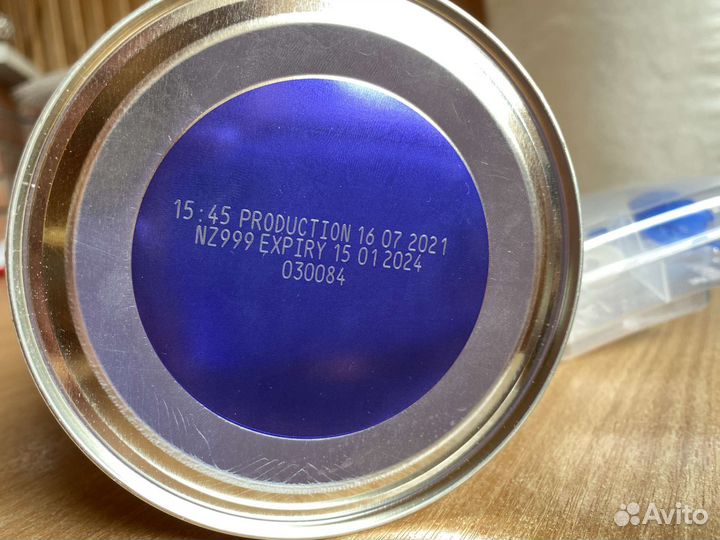 15:45 PRODUCTION 16 07 2021
NZ999 EXPIRY 15 01 2024
030084
Avito